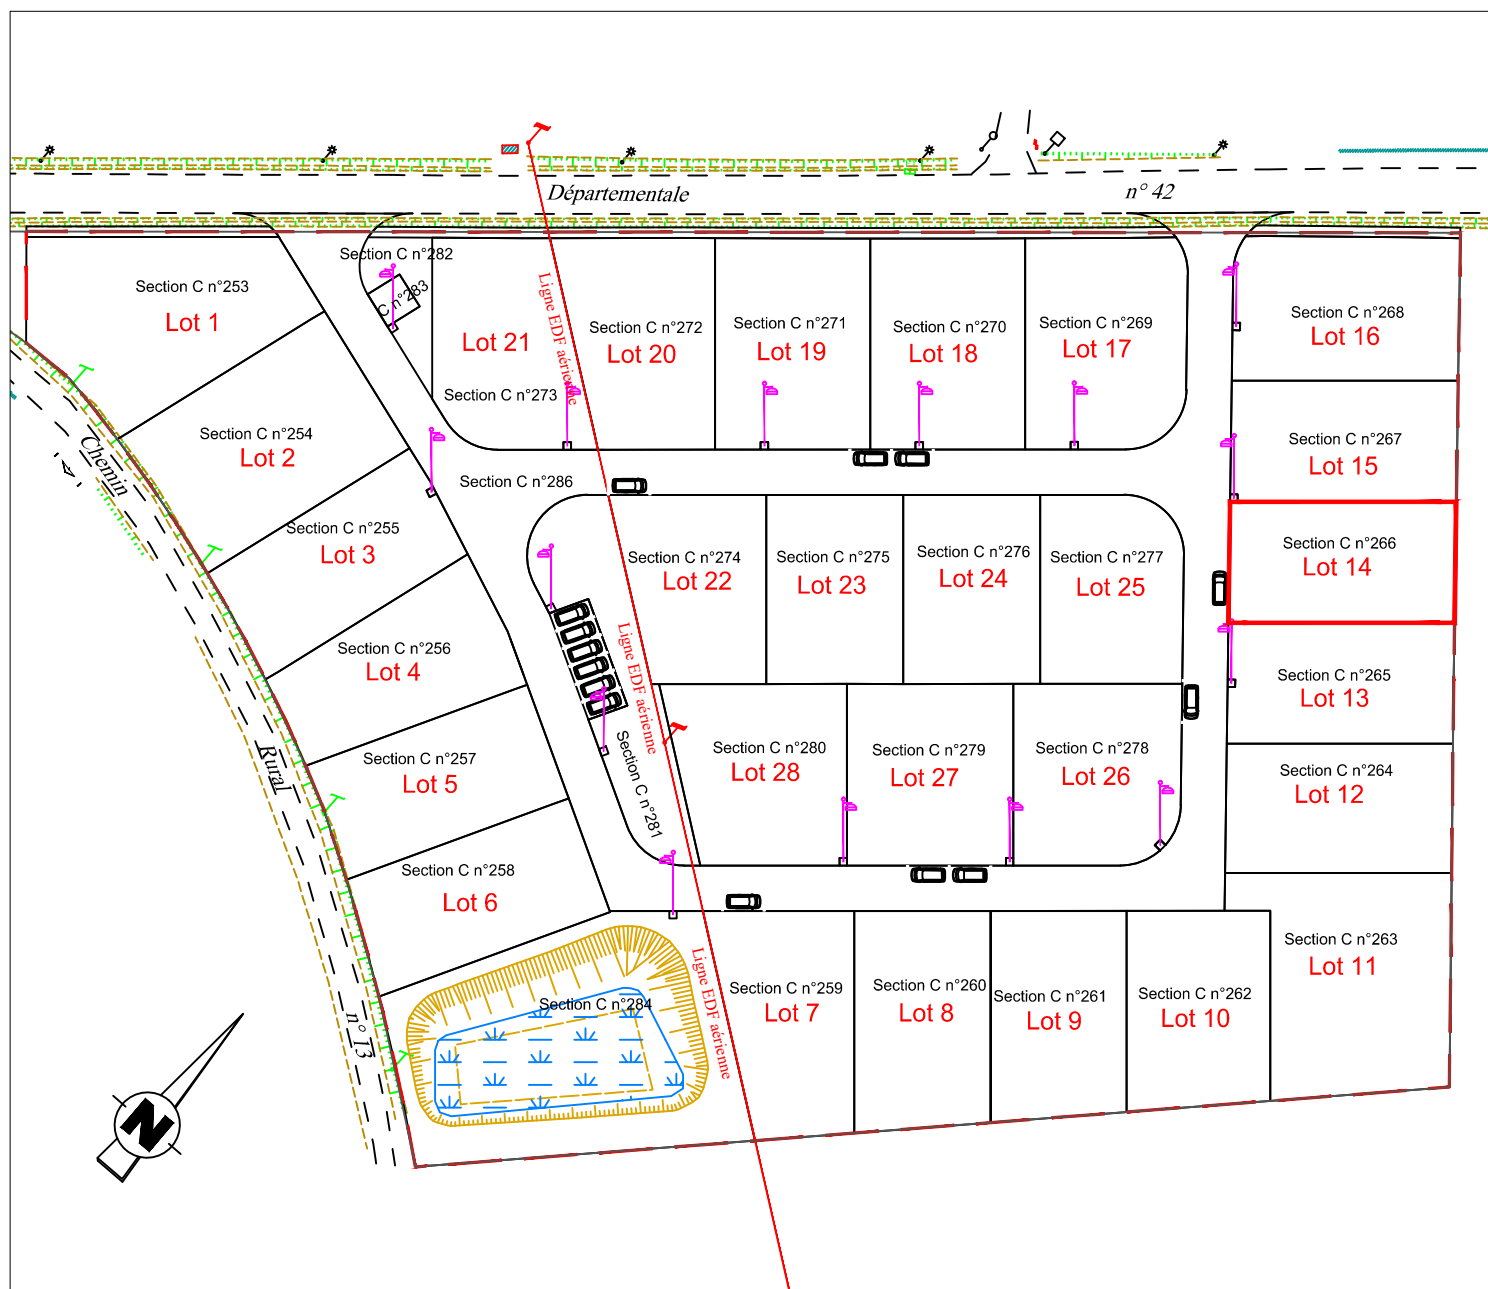 Départementale
n° 42
Section C n°253
Lot 1
Section C n°282
C n°283
Ligne EDF aérienne
Lot 21
Section C n°273
Section C n°272
Lot 20
Section C n°271
Lot 19
Section C n°270
Lot 18
Section C n°269
Lot 17
Section C n°268
Lot 16
Section C n°254
Lot 2
Chemin
Section C n°267
Lot 15
Section C n°286
Section C n°255
Lot 3
Section C n°274
Lot 22
Section C n°275
Lot 23
Section C n°276
Lot 24
Section C n°277
Lot 25
Section C n°266
Lot 14
Section C n°256
Lot 4
Ligne EDF aérienne
Section C n°265
Lot 13
Rural
Section C n°257
Lot 5
Section C n°281
Section C n°280
Lot 28
Section C n°279
Lot 27
Section C n°278
Lot 26
Section C n°264
Lot 12
Section C n°258
Lot 6
Section C n°263
Lot 11
Section C n°284
Ligne EDF aérienne
Section C n°259
Lot 7
Section C n°260
Lot 8
Section C n°261
Lot 9
Section C n°262
Lot 10
n° 13
N